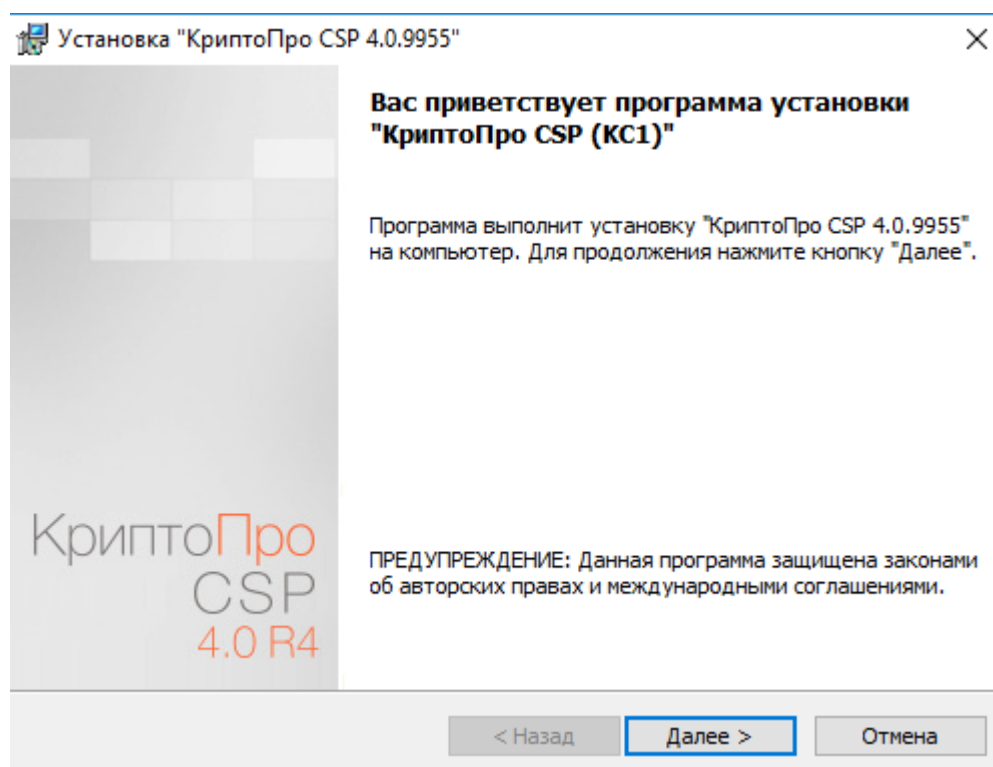 Установка "КриптоПро CSP 4.0.9955"
Вас приветствует программа установки
"КриптоПро CSP (KC1)"
Программа выполнит установку "КриптоПро CSP 4.0.9955"
на компьютер. Для продолжения нажмите кнопку "Далее".
КриптоПро
CSP
4.0 R4
ПРЕДУПРЕЖДЕНИЕ: Данная программа защищена законами
об авторских правах и международными соглашениями.
< Назад
Далее >
Отмена